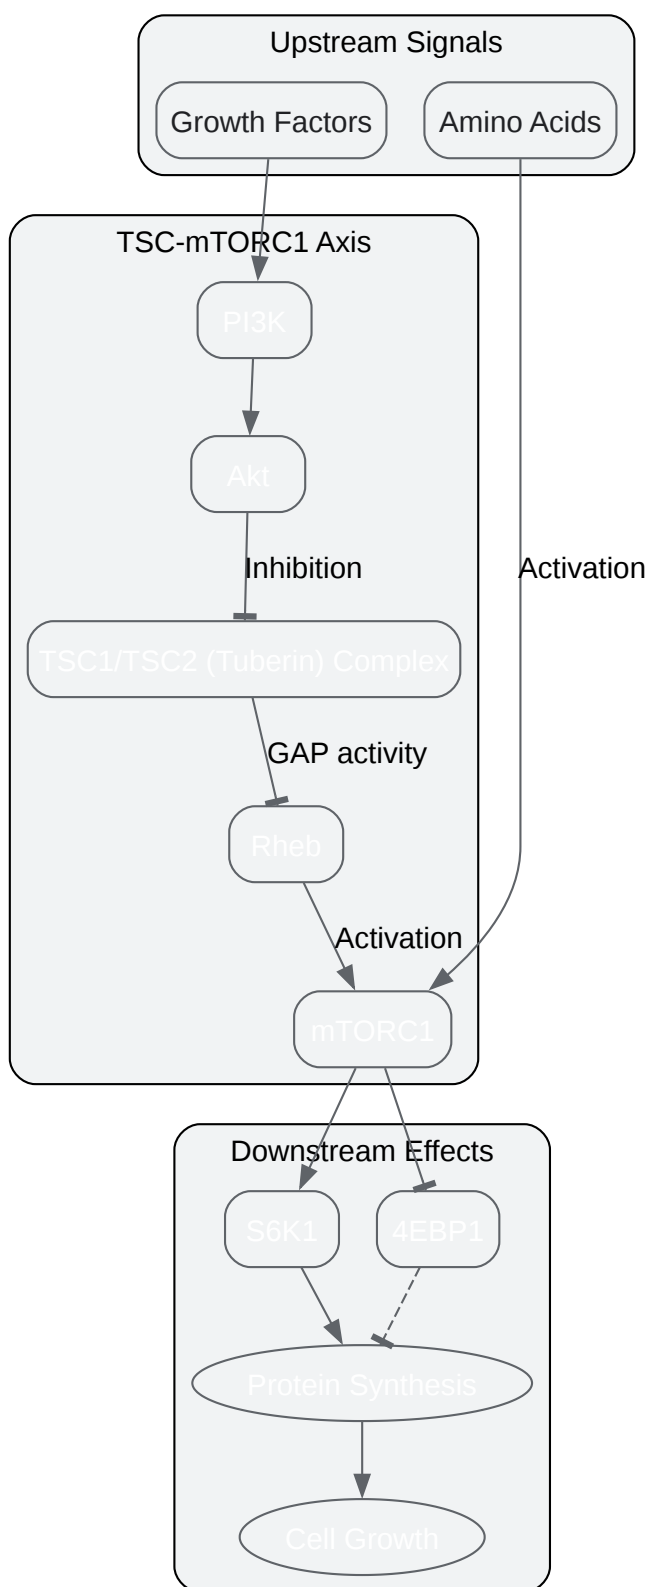 Upstream Signals
Growth Factors
Amino Acids
TSC-mTORC1 Axis
PI3K
Akt
Inhibition
Activation
TSC1/TSC2 (Tuberin) Complex
GAP activity
Rheb
Activation
mTORC1
Downstream Effects
S6K1
4EBP1
Protein Synthesis
Cell Growth